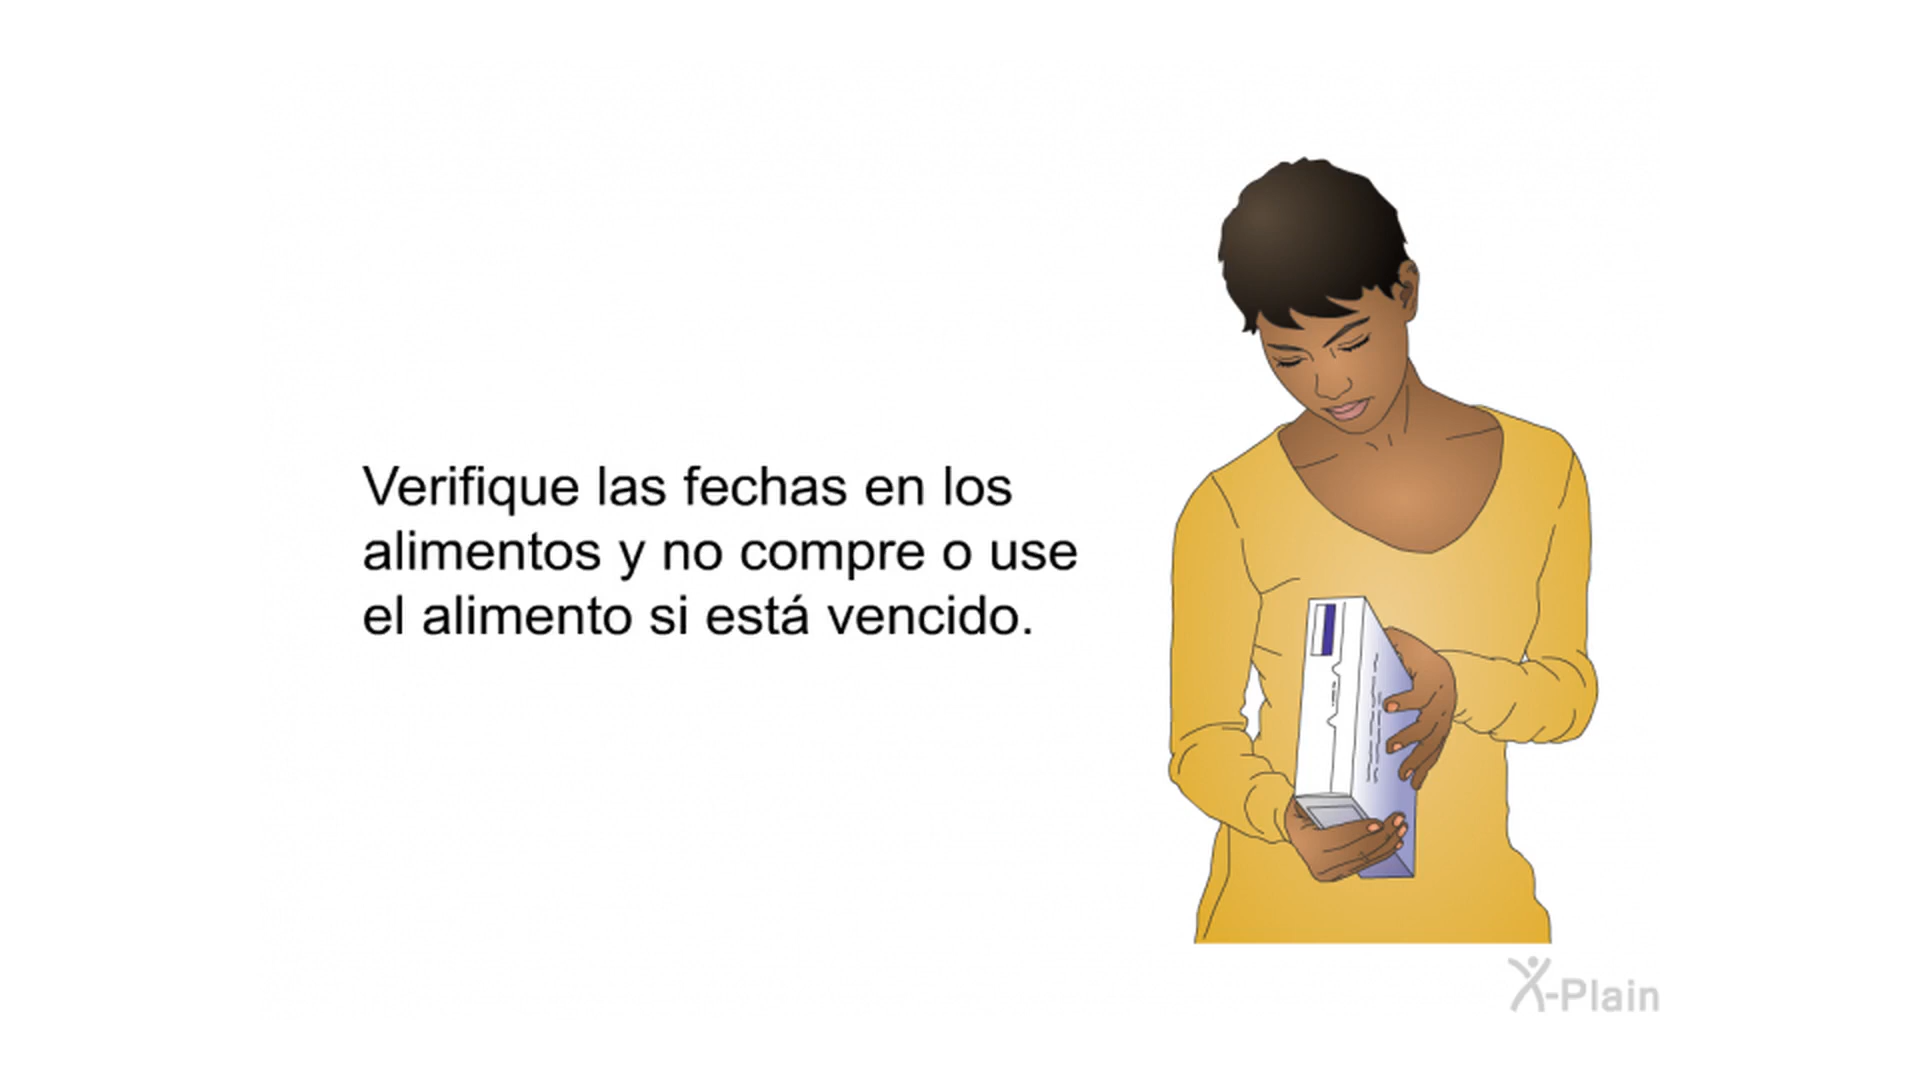 Verifique las fechas en los
alimentos y no compre o use
el alimento si está vencido.
X-Plain